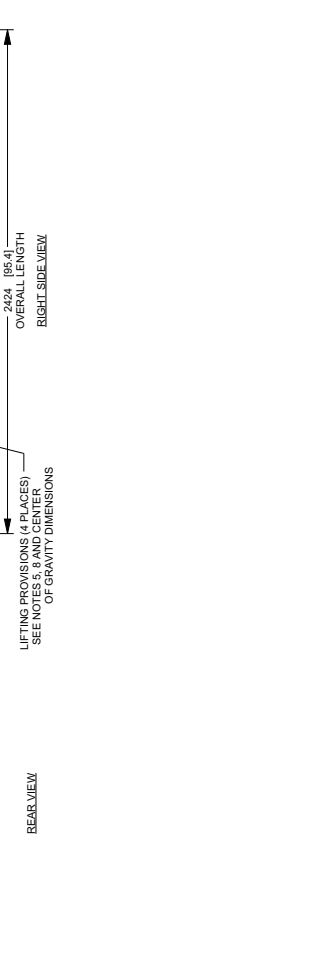 2424 [95.4]
OVERALL LENGTH
RIGHT SIDE VIEW
LIFTING PROVISIONS (4 PLACES)
SEE NOTES 5, 8 AND CENTER
OF GRAVITY DIMENSIONS
REAR VIEW